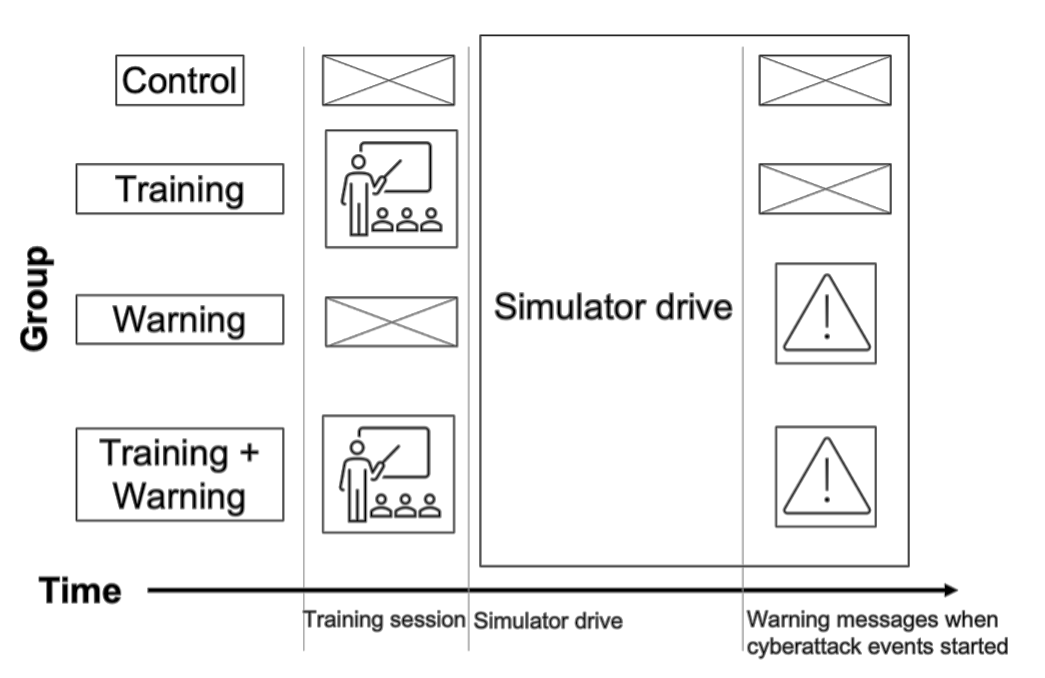 Control
Training
Group
Warning
Simulator drive
Training +
Warning
Time
Training session
Simulator drive
Warning messages when
cyberattack events started